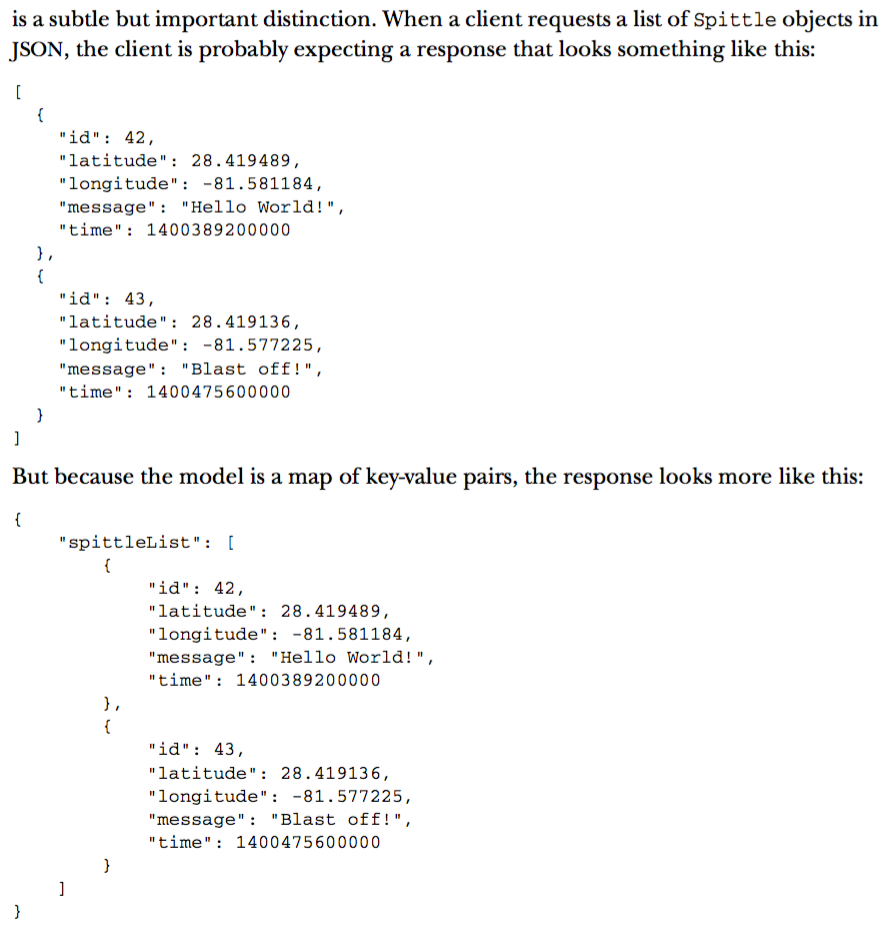 is a subtle but important distinction. When a client requests a list of Spittle objects in
JSON, the client is probably expecting a response that looks something like this:
[
  {
    "id": 42,
    "latitude": 28.419489,
    "longitude": -81.581184,
    "message": "Hello World!",
    "time": 1400389200000
  },
  {
    "id": 43,
    "latitude": 28.419136,
    "longitude": -81.577225,
    "message": "Blast off!",
    "time": 1400475600000
  }
]
But because the model is a map of key-value pairs, the response looks more like this:
{
    "spittleList": [
        {
            "id": 42,
            "latitude": 28.419489,
            "longitude": -81.581184,
            "message": "Hello World!",
            "time": 1400389200000
        },
        {
            "id": 43,
            "latitude": 28.419136,
            "longitude": -81.577225,
            "message": "Blast off!",
            "time": 1400475600000
        }
    ]
}